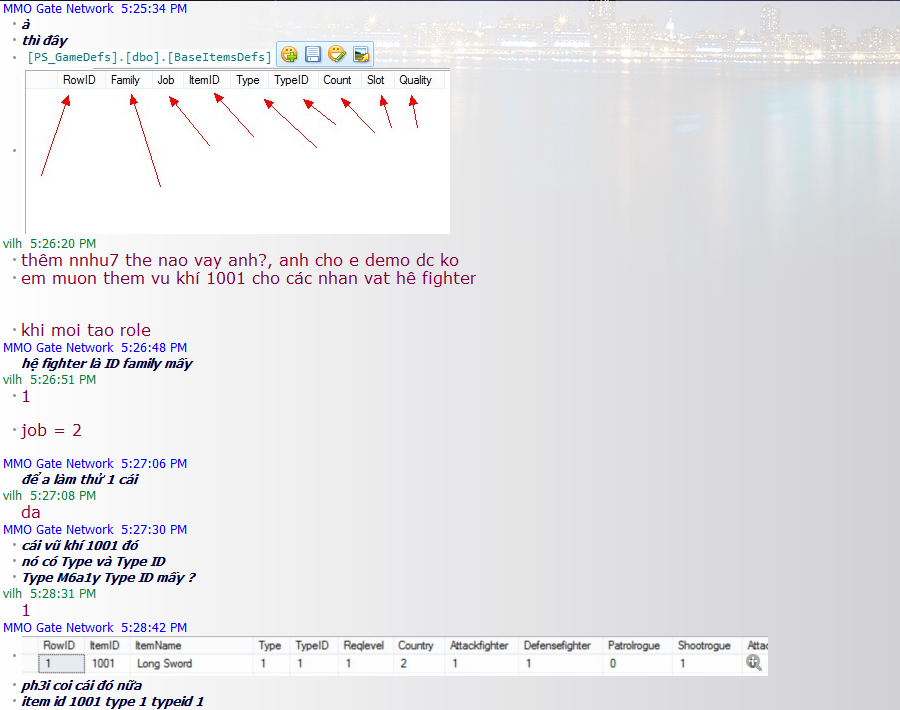 MMO Gate Network 5:25:34 PM
à
thì đây
[PS_GameDefs].[dbo].[BaseItemsDefs]
RowID Family Job ItemID Type TypeID Count Slot Quality
vilh 5:26:20 PM
thêm nnhu7 the nao vay anh?, anh cho e demo dc ko
em muon them vu khí 1001 cho các nhan vat hê fighter
khi moi tao role
MMO Gate Network 5:26:48 PM
hệ fighter là ID family mấy
vilh 5:26:51 PM
1
job = 2
MMO Gate Network 5:27:06 PM
để a làm thử 1 cái
vilh 5:27:08 PM
da
MMO Gate Network 5:27:30 PM
cái vũ khí 1001 đó
nó có Type và Type ID
Type M6a1y Type ID mấy ?
vilh 5:28:31 PM
1
MMO Gate Network 5:28:42 PM
RowID ItemID ItemName Type TypeID Reqlevel Country Attackfighter Defensefighter Patrolrogue Shootrogue Attac
1 1001 Long Sword 1 1 1 2 1 1 0 1
ph3i coi cái đó nữa
item id 1001 type 1 typeid 1